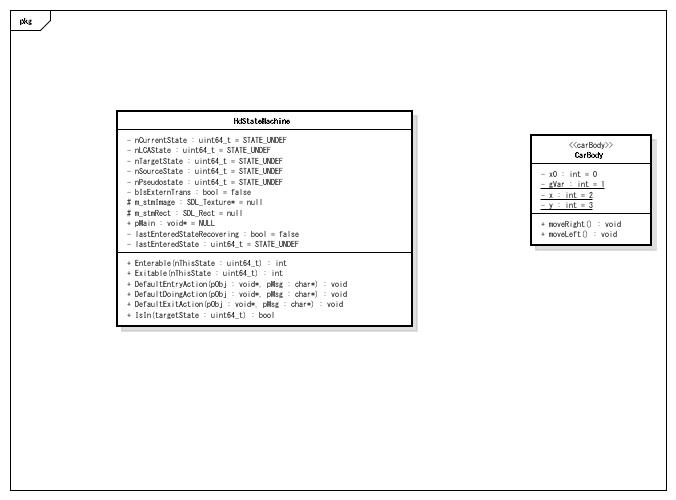 pkg
HdStateMachine
- nCurrentState : uint64_t = STATE_UNDEF
- nLCAState : uint64_t = STATE_UNDEF
- nTargetState : uint64_t = STATE_UNDEF
- nSourceState : uint64_t = STATE_UNDEF
- nPseudostate : uint64_t = STATE_UNDEF
- bIsExternTrans : bool = false
# m_stmImage : SDL_Texture* = null
# m_stmRect : SDL_Rect = null
+ pMain : void* = NULL
- lastEnteredStateRecovering : bool = false
- lastEnteredState : uint64_t = STATE_UNDEF
+ Enterable(nThisState : uint64_t) : int
+ Exitable(nThisState : uint64_t) : int
+ DefaultEntryAction(pObj : void*, pMsg : char*) : void
+ DefaultDoingAction(pObj : void*, pMsg : char*) : void
+ DefaultExitAction(pObj : void*, pMsg : char*) : void
+ IsIn(targetState : uint64_t) : bool
<<carBody>>
CarBody
- x0 : int = 0
- gVar : int = 1
- x : int = 2
- y : int = 3
+ moveRight() : void
+ moveLeft() : void